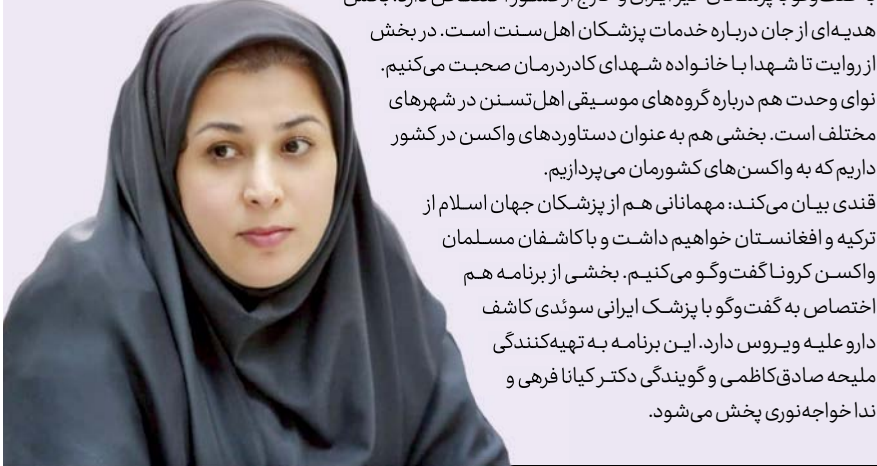 هدیه‌ای از جان درباره خدمات پزشکان اهل‌سنت است. در بخش
از روایت تا شهدا با خانواده شهدای کادردرمان صحبت می‌کنیم.
نوای وحدت هم درباره گروه‌های موسیقی اهل‌تسنن در شهرهای
مختلف است. بخشی هم به عنوان دستاوردهای واکسن در کشور
داریم که به واکسن‌های کشورمان می‌پردازیم.
قندی بیان می‌کند: مهمانانی هم از پزشکان جهان اسلام از
ترکیه و افغانستان خواهیم داشت و با کاشفان مسلمان
واکسن کرونا گفت‌وگو می‌کنیم. بخشی از برنامه هم
اختصاص به گفت‌وگو با پزشک ایرانی سوئدی کاشف
دارو علیه ویروس دارد. این برنامه به تهیه‌کنندگی
ملیحه صادق‌کاظمی و گویندگی دکتر کیانا فرهی و
ندا خواجه‌نوری پخش می‌شود.